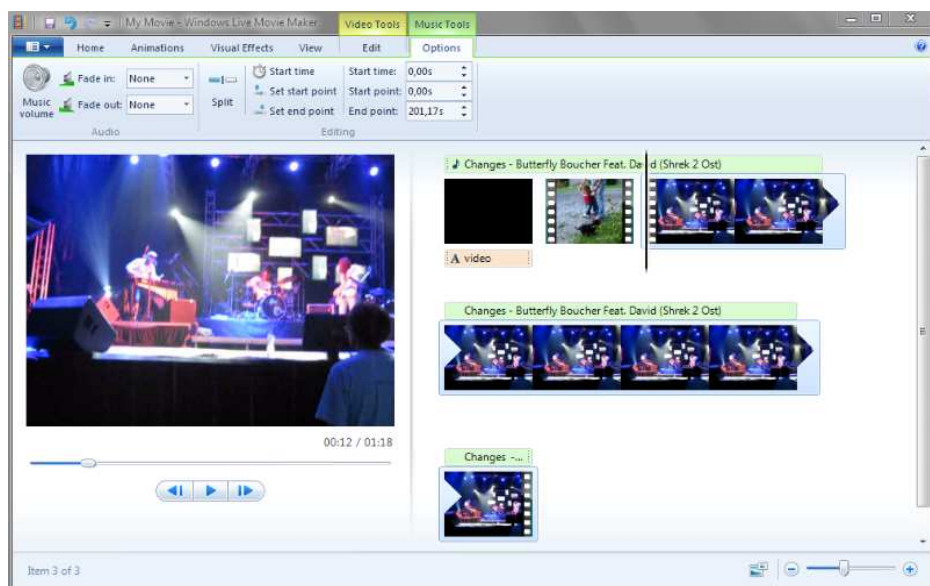 My Movie - Windows Live Movie Maker
Video Tools
Music Tools
Home
Animations
Visual Effects
View
Edit
Options
Music volume
Fade in: None
Fade out: None
Split
Start time
Set start point
Set end point
Start time: 0,00s
Start point: 0,00s
End point: 201,17s
Audio
Editing
Changes - Butterfly Boucher Feat. David (Shrek 2 Ost)
A video
Changes - Butterfly Boucher Feat. David (Shrek 2 Ost)
00:12 / 01:18
Changes -...
Item 3 of 3